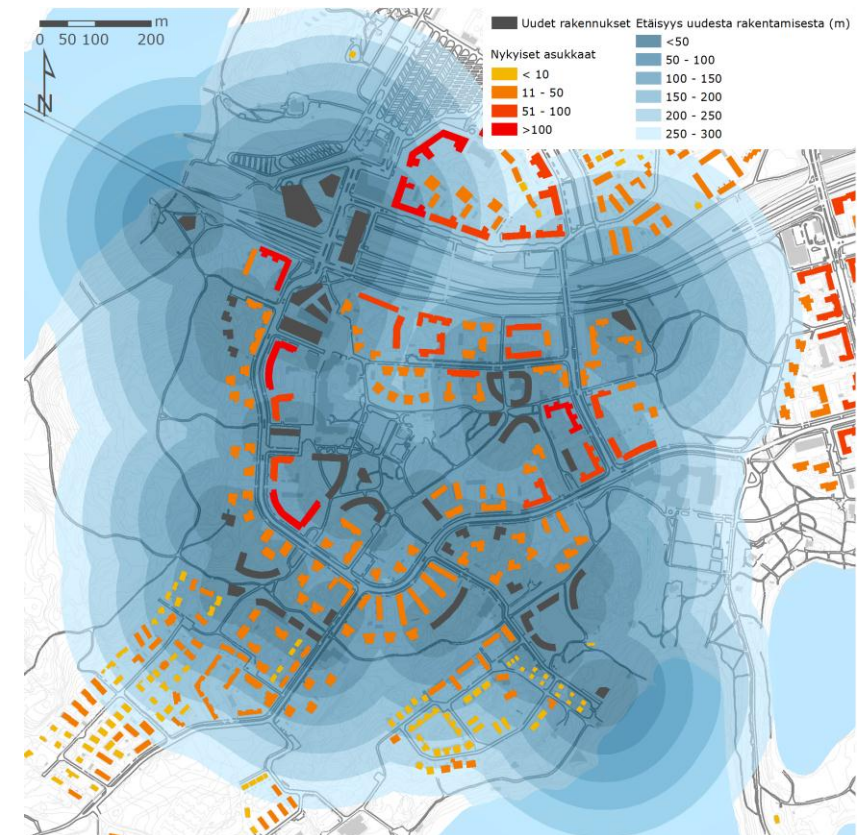 m
0 50 100 200
N
Uudet rakennukset
Nykyiset asukkaat
< 10
11 - 50
51 - 100
>100
Etäisyys uudesta rakentamisesta (m)
<50
50 - 100
100 - 150
150 - 200
200 - 250
250 - 300